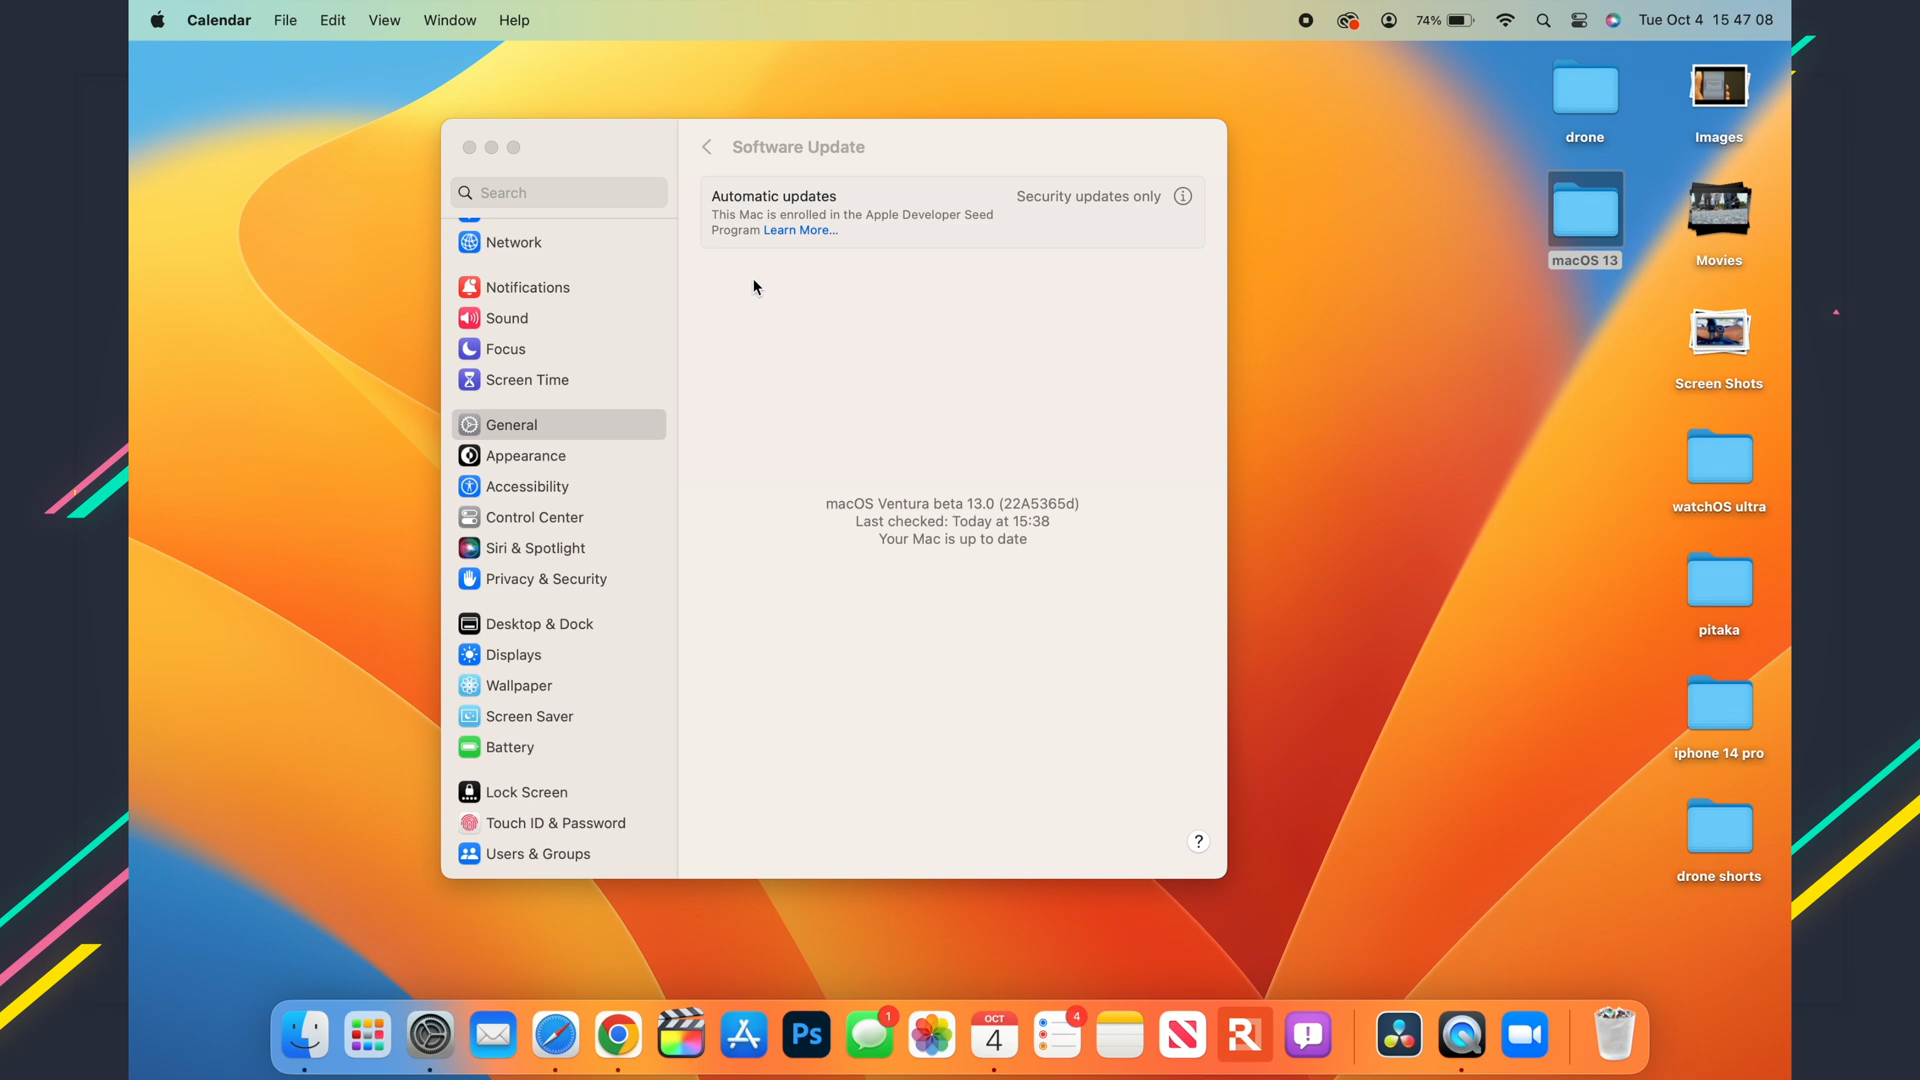 Calendar File Edit View Window Help
74% Tue Oct 4 15 47 08
Software Update
Search
Automatic updates
Security updates only
This Mac is enrolled in the Apple Developer Seed
Program Learn More...
Network
Notifications
Sound
Focus
Screen Time
General
Appearance
Accessibility
Control Center
Siri & Spotlight
Privacy & Security
Desktop & Dock
Displays
Wallpaper
Screen Saver
Battery
Lock Screen
Touch ID & Password
Users & Groups
macOS Ventura beta 13.0 (22A5365d)
Last checked: Today at 15:38
Your Mac is up to date
?
drone
Images
macOS 13
Movies
Screen Shots
watchOS ultra
pitaka
iphone 14 pro
drone shorts
Ps
1
OCT
4
4